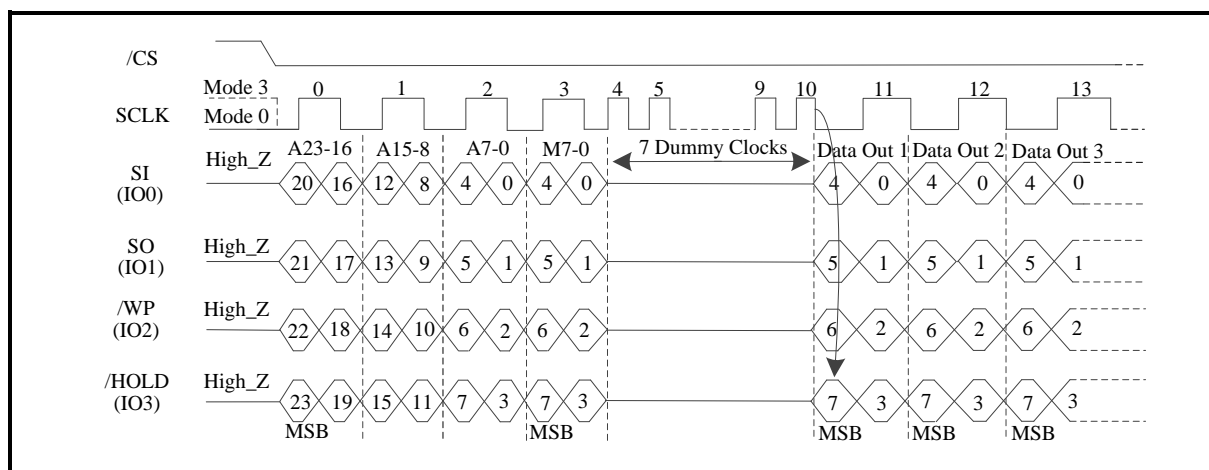 /CS
Mode 3 0 1 2 3 4 5 9 10 11 12 13
SCLK Mode 0
A23-16 A15-8 A7-0 M7-0 7 Dummy Clocks Data Out 1 Data Out 2 Data Out 3
High_Z
SI
(IO0)
20 16 12 8 4 0 4 0 4 0 4 0 4 0
High_Z
SO
(IO1)
21 17 13 9 5 1 5 1 5 1 5 1 5 1
High_Z
/WP
(IO2)
22 18 14 10 6 2 6 2 6 2 6 2 6 2
High_Z
/HOLD
(IO3)
23 19 15 11 7 3 7 3 7 3 7 3 7 3
MSB MSB MSB MSB MSB